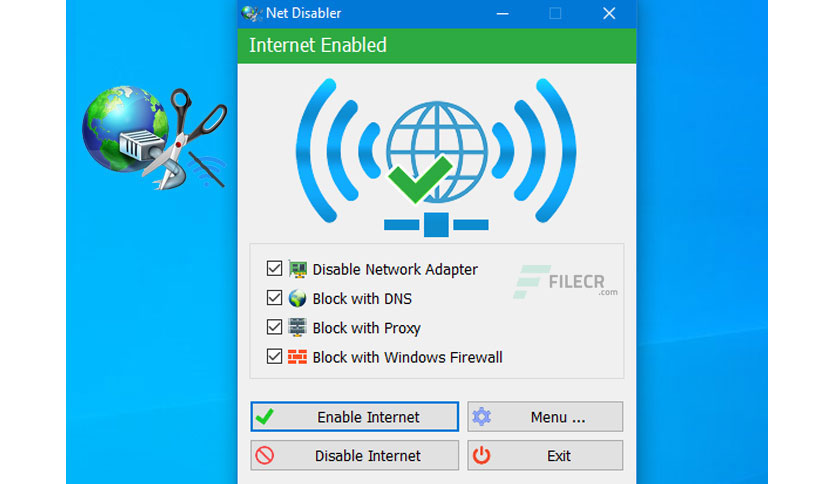 Net Disabler
Internet Enabled
Disable Network Adapter
FILECR
.com
Block with DNS
Block with Proxy
Block with Windows Firewall
Enable Internet
Menu ...
Disable Internet
Exit